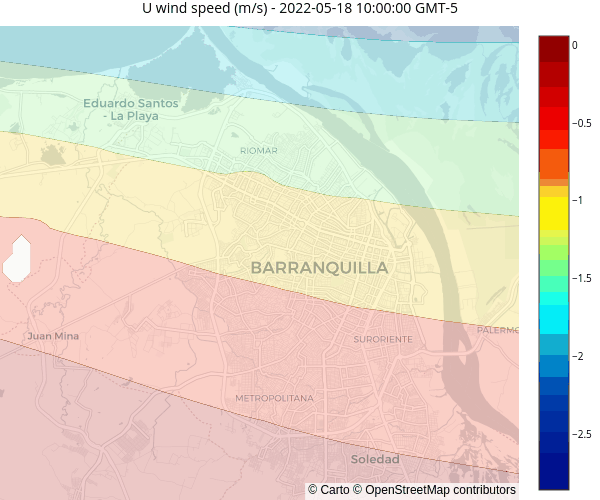 U wind speed (m/s) - 2022-05-18 10:00:00 GMT-5
Eduardo Santos
- La Playa
RIOMAR
BARRANQUILLA
Juan Mina
SURORIENTE
PALERMO
METROPOLITANA
Soledad
© Carto © OpenStreetMap contributors
0
−0.5
−1
−1.5
−2
−2.5